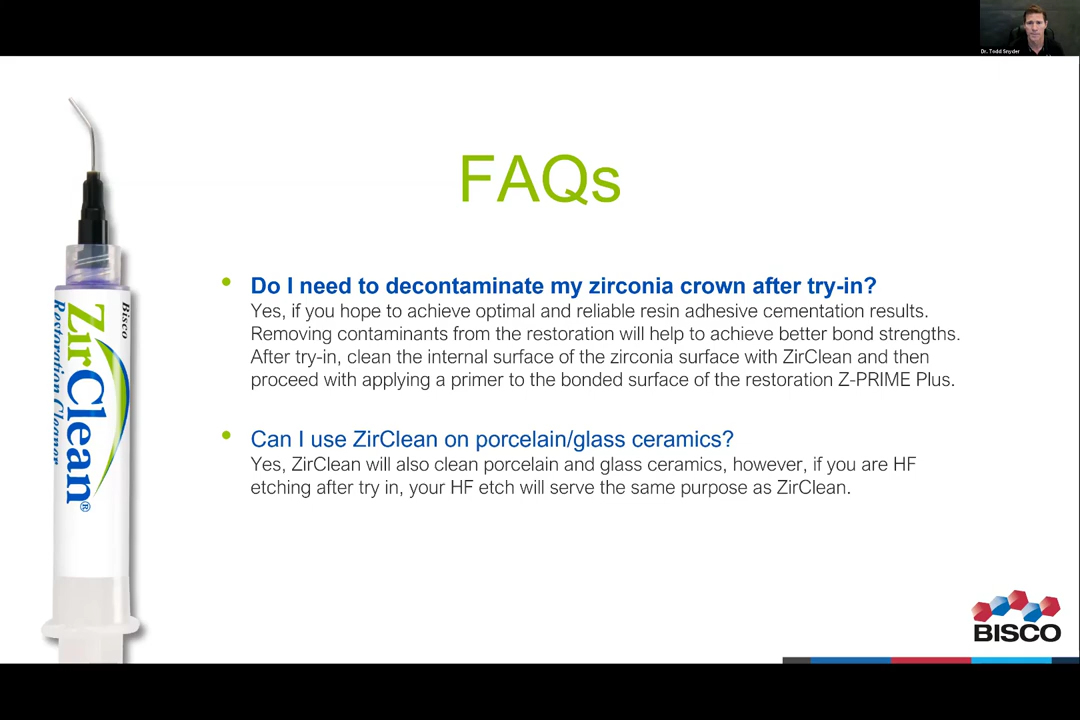 Dr. Todd Snyder
FAQs
• Do I need to decontaminate my zirconia crown after try-in?
Yes, if you hope to achieve optimal and reliable resin adhesive cementation results.
Removing contaminants from the restoration will help to achieve better bond strengths.
After try-in, clean the internal surface of the zirconia surface with ZirClean and then
proceed with applying a primer to the bonded surface of the restoration Z-PRIME Plus.
• Can I use ZirClean on porcelain/glass ceramics?
Yes, ZirClean will also clean porcelain and glass ceramics, however, if you are HF
etching after try in, your HF etch will serve the same purpose as ZirClean.
Bisco
ZirClean®
Restoration Cleaner
BISCO